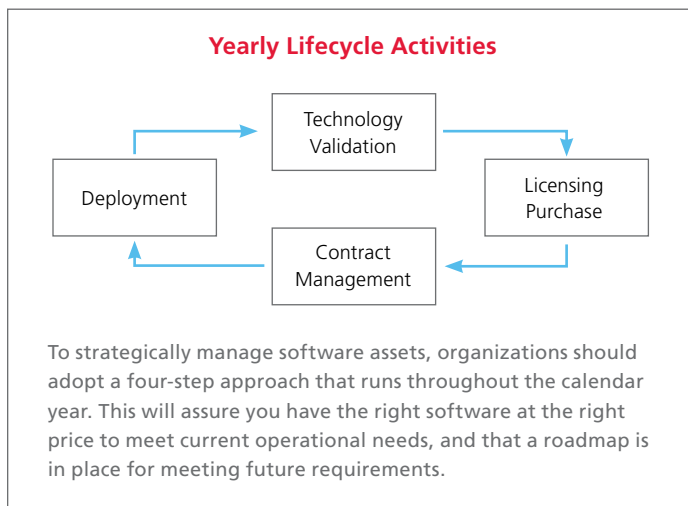 Yearly Lifecycle Activities
Technology
Validation
Deployment
Licensing
Purchase
Contract
Management
To strategically manage software assets, organizations should
adopt a four-step approach that runs throughout the calendar
year. This will assure you have the right software at the right
price to meet current operational needs, and that a roadmap is
in place for meeting future requirements.